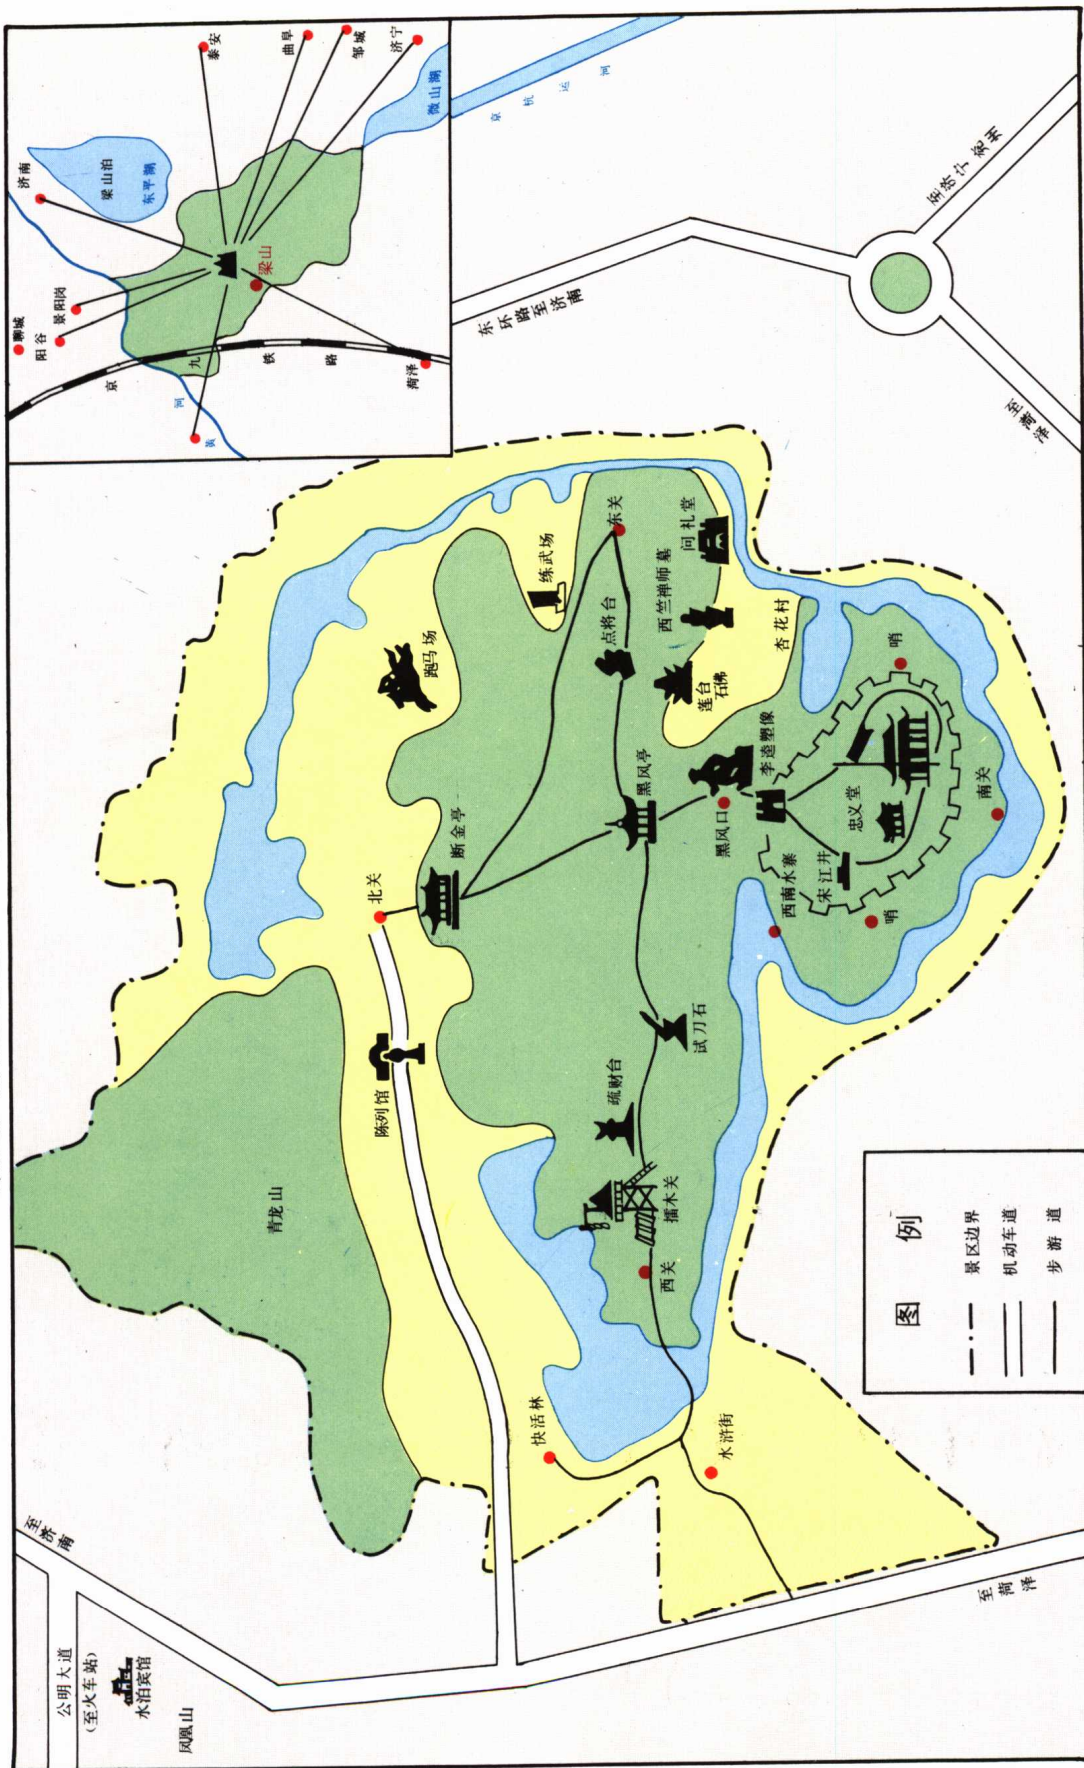 公明大道
(至火车站)
水泊宾馆
凤凰山
至济南
青龙山
陈列馆
北关
断金亭
跑马场
练武场
快活林
水浒街
西关
擂木关
疏财台
试刀石
黑风亭
点将台
东关
西竺禅师墓
问礼堂
莲台
石佛
杏花村
李逵塑像
黑风口
西南水寨
宋江井
忠义堂
哨
哨
南关
至菏泽
东环路至济南
至菏泽
京杭运河
图例
景区边界
机动车道
步游道
聊城
阳谷
景阳岗
济南
梁山泊
东平湖
泰安
曲阜
邹城
济宁
微山湖
梁山
京九铁路
菏泽
黄河